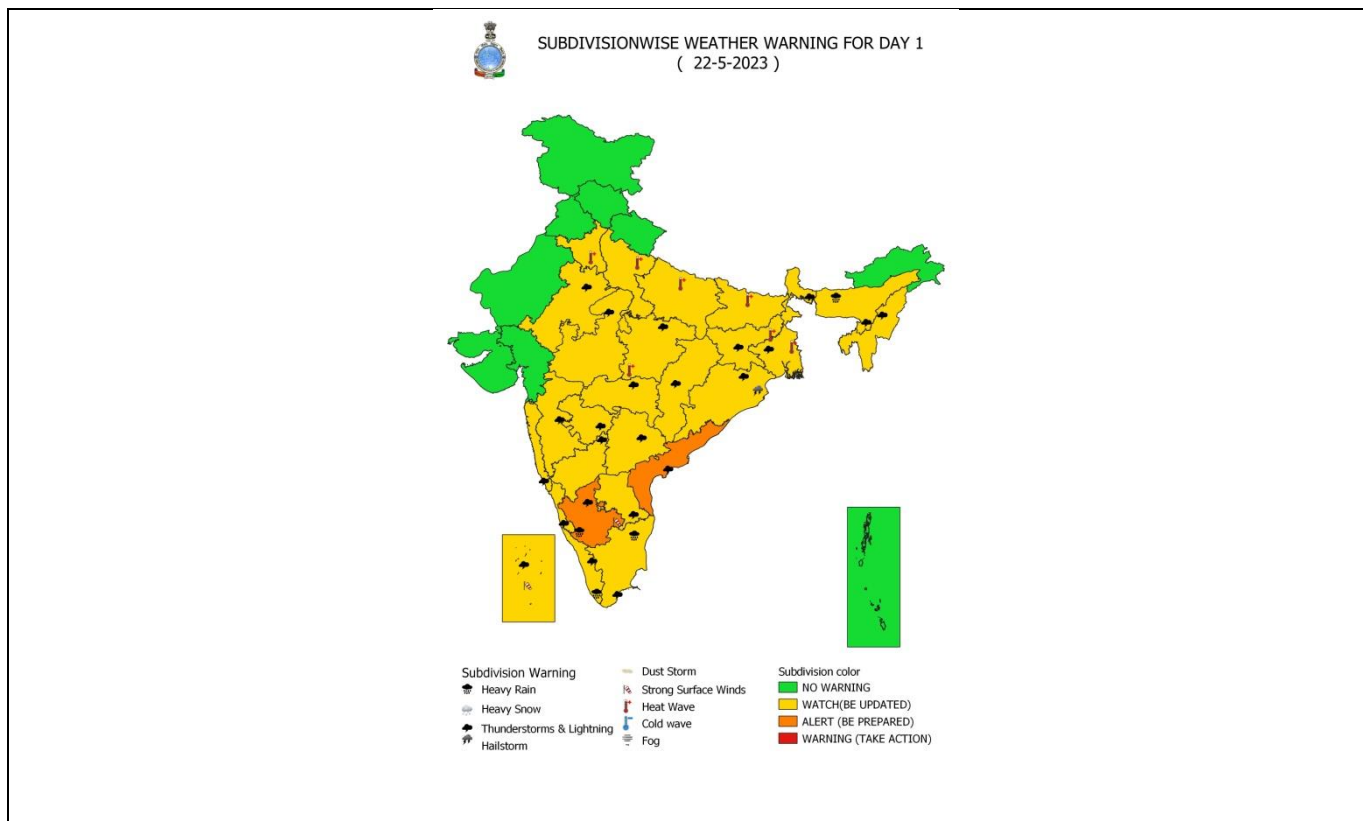 SUBDIVISIONWISE WEATHER WARNING FOR DAY 1
( 22-5-2023 )
Subdivision Warning
Heavy Rain
Heavy Snow
Thunderstorms & Lightning
Hailstorm
Dust Storm
Strong Surface Winds
Heat Wave
Cold wave
Fog
Subdivision color
NO WARNING
WATCH(BE UPDATED)
ALERT (BE PREPARED)
WARNING (TAKE ACTION)